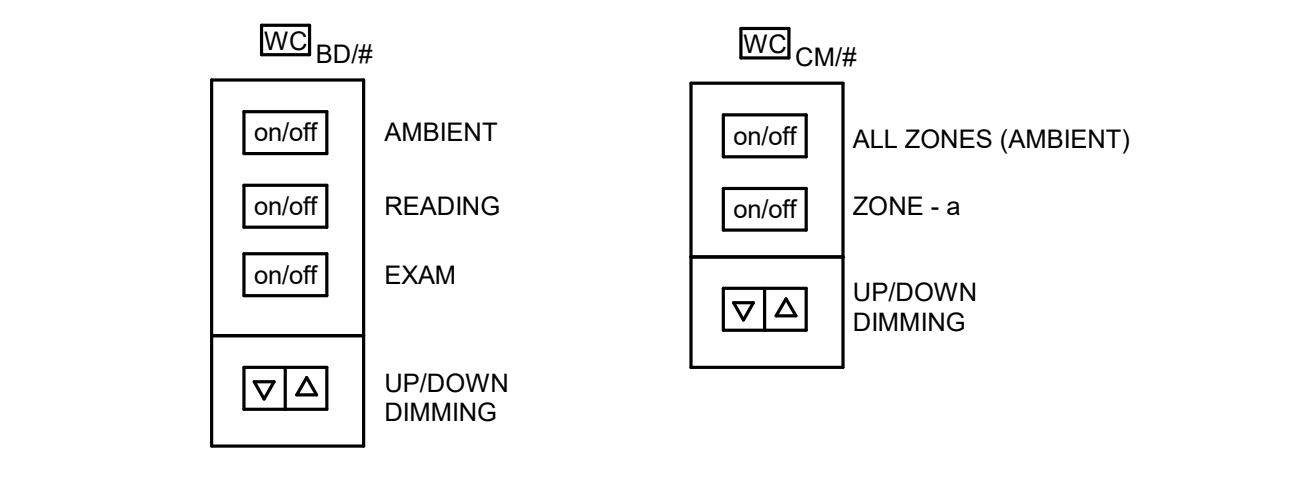 WC BD/#
on/off AMBIENT
on/off READING
on/off EXAM
UP/DOWN
DIMMING
WC CM/#
on/off ALL ZONES (AMBIENT)
on/off ZONE - a
UP/DOWN
DIMMING